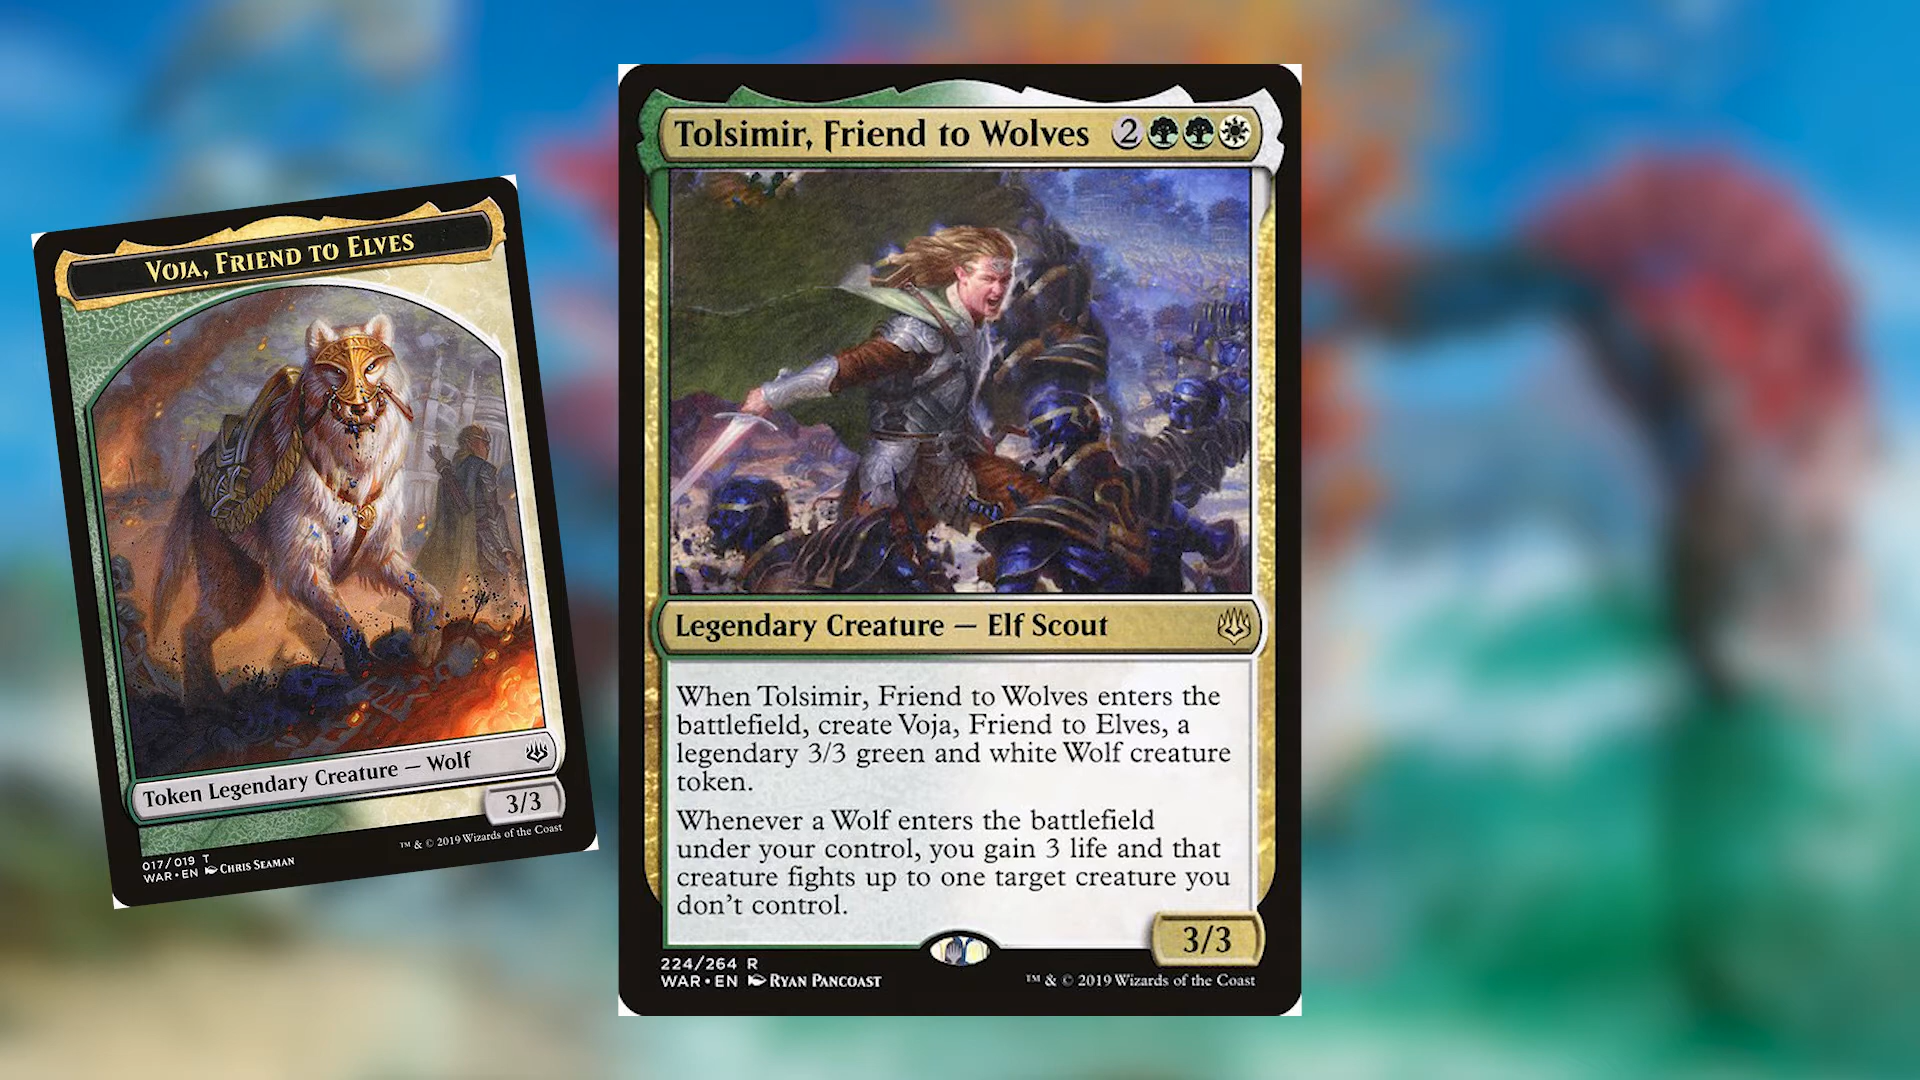 Voja, Friend to Elves
Token Legendary Creature — Wolf
3/3
017/019 T
WAR • EN Chris Seaman
™ & © 2019 Wizards of the Coast
Tolsimir, Friend to Wolves 2
Legendary Creature — Elf Scout
When Tolsimir, Friend to Wolves enters the
battlefield, create Voja, Friend to Elves, a
legendary 3/3 green and white Wolf creature
token.
Whenever a Wolf enters the battlefield
under your control, you gain 3 life and that
creature fights up to one target creature you
don't control.
3/3
224/264 R
WAR • EN Ryan Pancoast
™ & © 2019 Wizards of the Coast